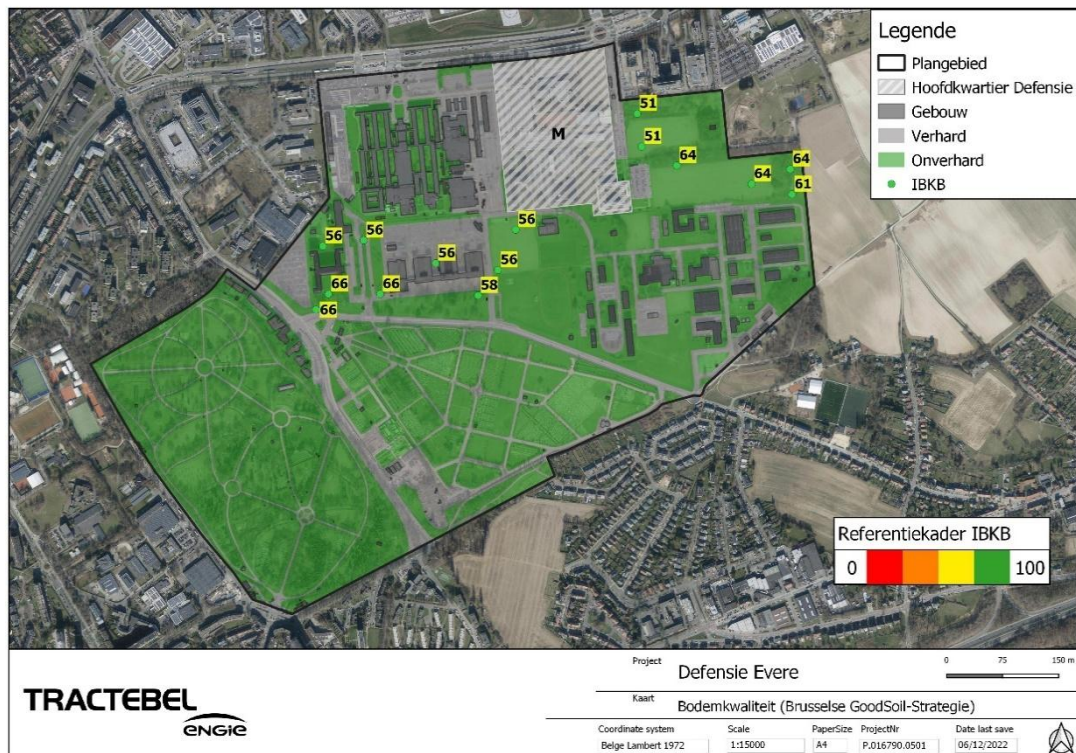 Legende
Plangebied
Hoofdkwartier Defensie
Gebouw
Verhard
Onverhard
IBKB
M
51
51
64
64
64
61
56
56
56
56
56
66
66
66
58
Referentiekader IBKB
0 100
TRACTEBEL
ENGIE
Project Defensie Evere
0 75 150 m
Kaart Bodemkwaliteit (Brusselse GoodSoil-Strategie)
Coordinate system Scale PaperSize ProjectNr Date last save
Belge Lambert 1972 1:15000 A4 P.016790.0501 06/12/2022